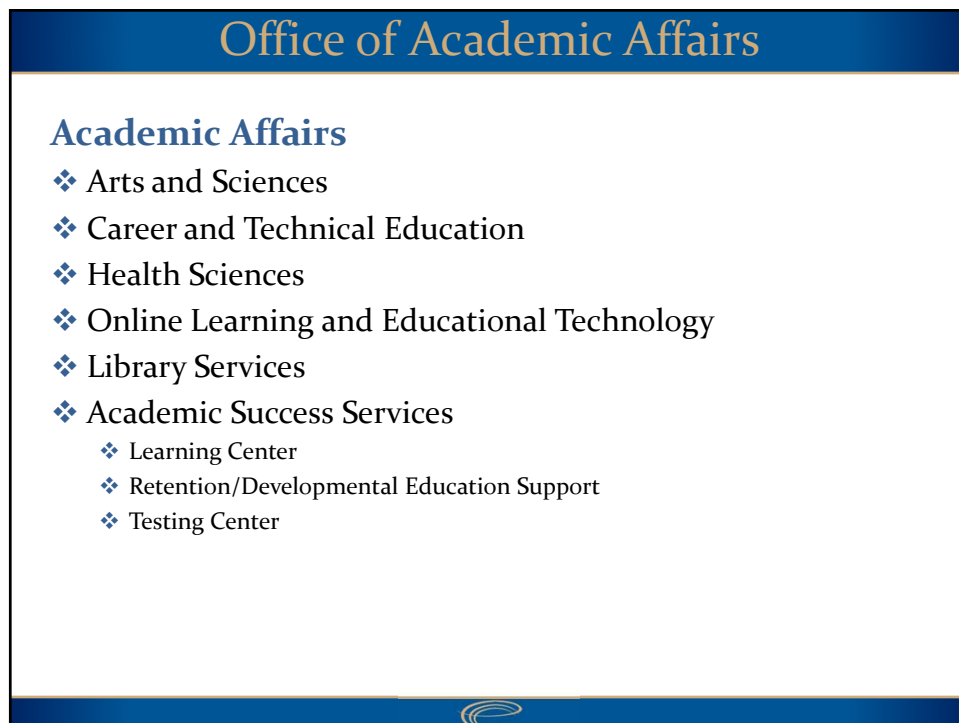 Office of Academic Affairs
Academic Affairs
❖ Arts and Sciences
❖ Career and Technical Education
❖ Health Sciences
❖ Online Learning and Educational Technology
❖ Library Services
❖ Academic Success Services
❖ Learning Center
❖ Retention/Developmental Education Support
❖ Testing Center